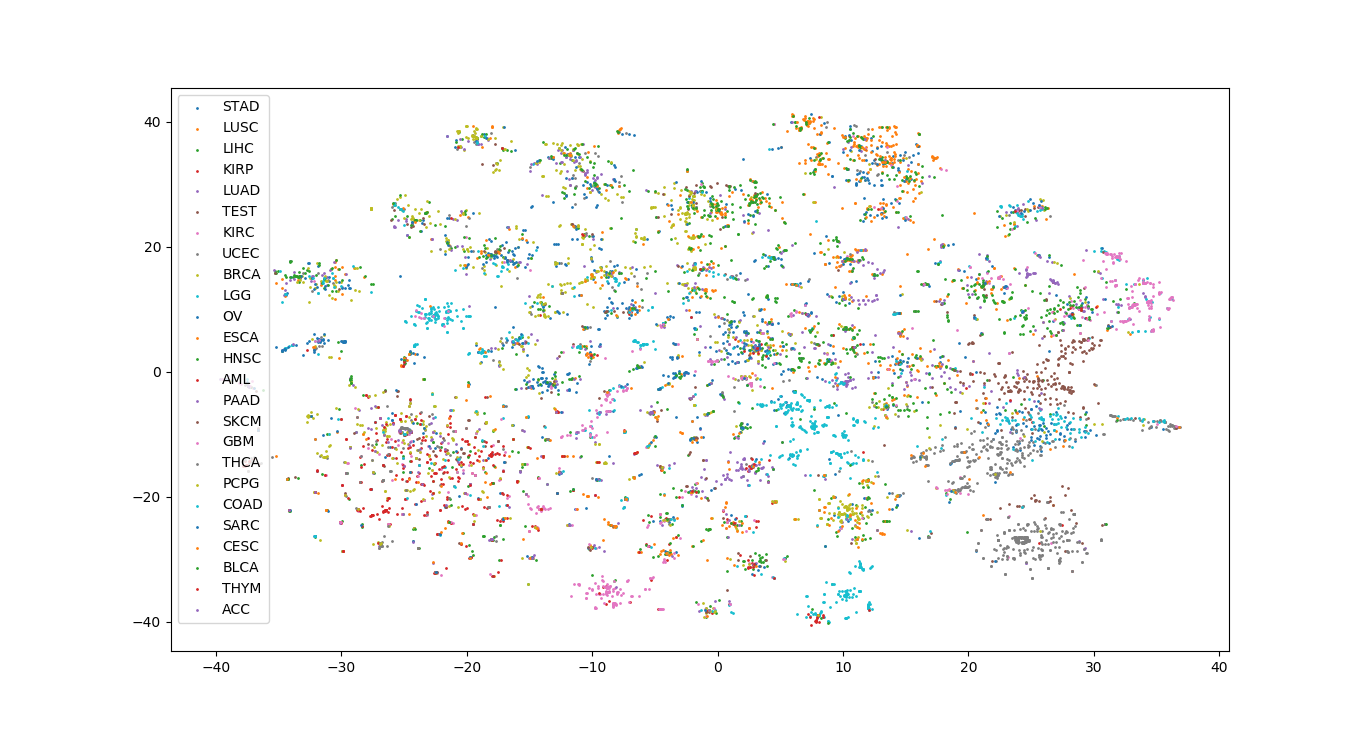 STAD
LUSC
LIHC
KIRP
LUAD
TEST
KIRC
UCEC
BRCA
LGG
OV
ESCA
HNSC
AML
PAAD
SKCM
GBM
THCA
PCPG
COAD
SARC
CESC
BLCA
THYM
ACC
40
20
0
−20
−40
−40 −30 −20 −10 0 10 20 30 40